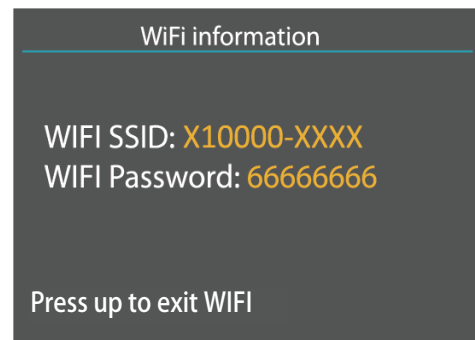 WiFi information
WIFI SSID: X10000-XXXX
WIFI Password: 66666666
Press up to exit WIFI